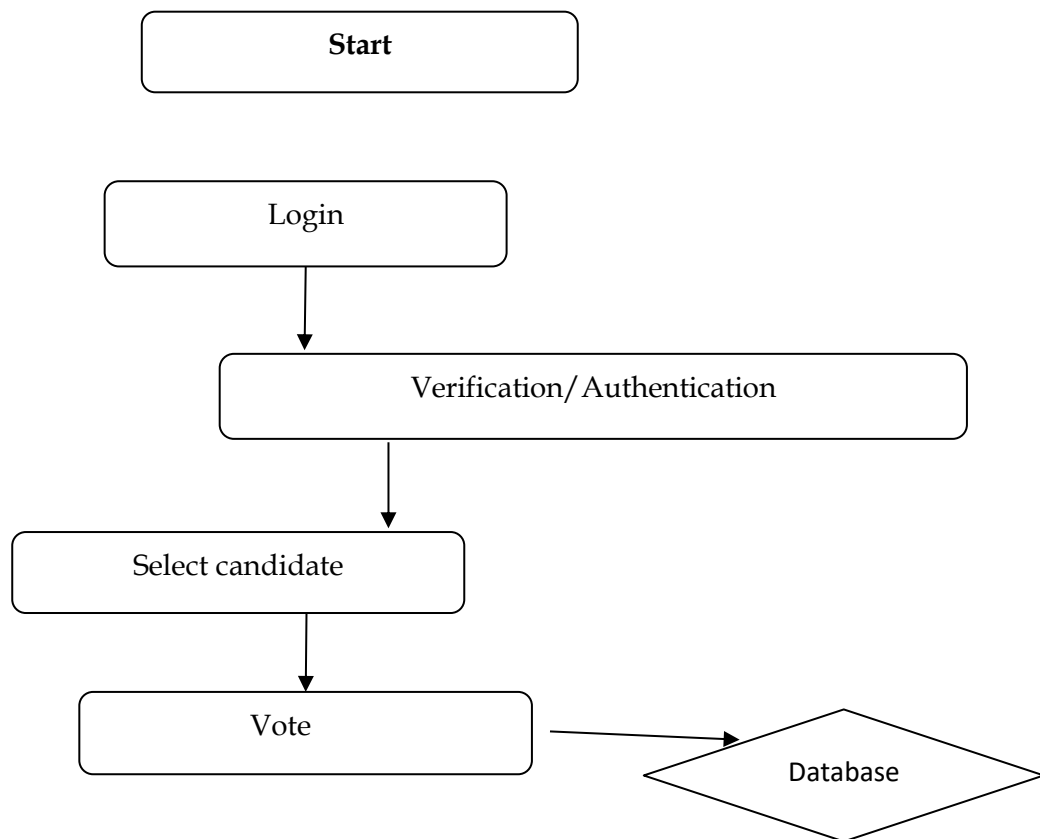 Start
Login
Verification/Authentication
Select candidate
Vote
Database